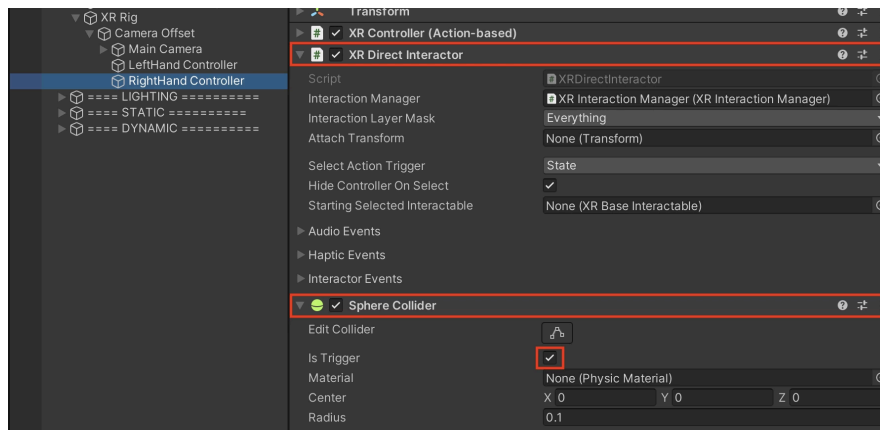 XR Rig
Camera Offset
Main Camera
LeftHand Controller
RightHand Controller
==== LIGHTING ==========
==== STATIC ==========
==== DYNAMIC ==========
Transform
XR Controller (Action-based)
XR Direct Interactor
Script XRDirectInteractor
Interaction Manager XR Interaction Manager (XR Interaction Manager)
Interaction Layer Mask Everything
Attach Transform None (Transform)
Select Action Trigger State
Hide Controller On Select
Starting Selected Interactable None (XR Base Interactable)
Audio Events
Haptic Events
Interactor Events
Sphere Collider
Edit Collider
Is Trigger
Material None (Physic Material)
Center X 0 Y 0 Z 0
Radius 0.1